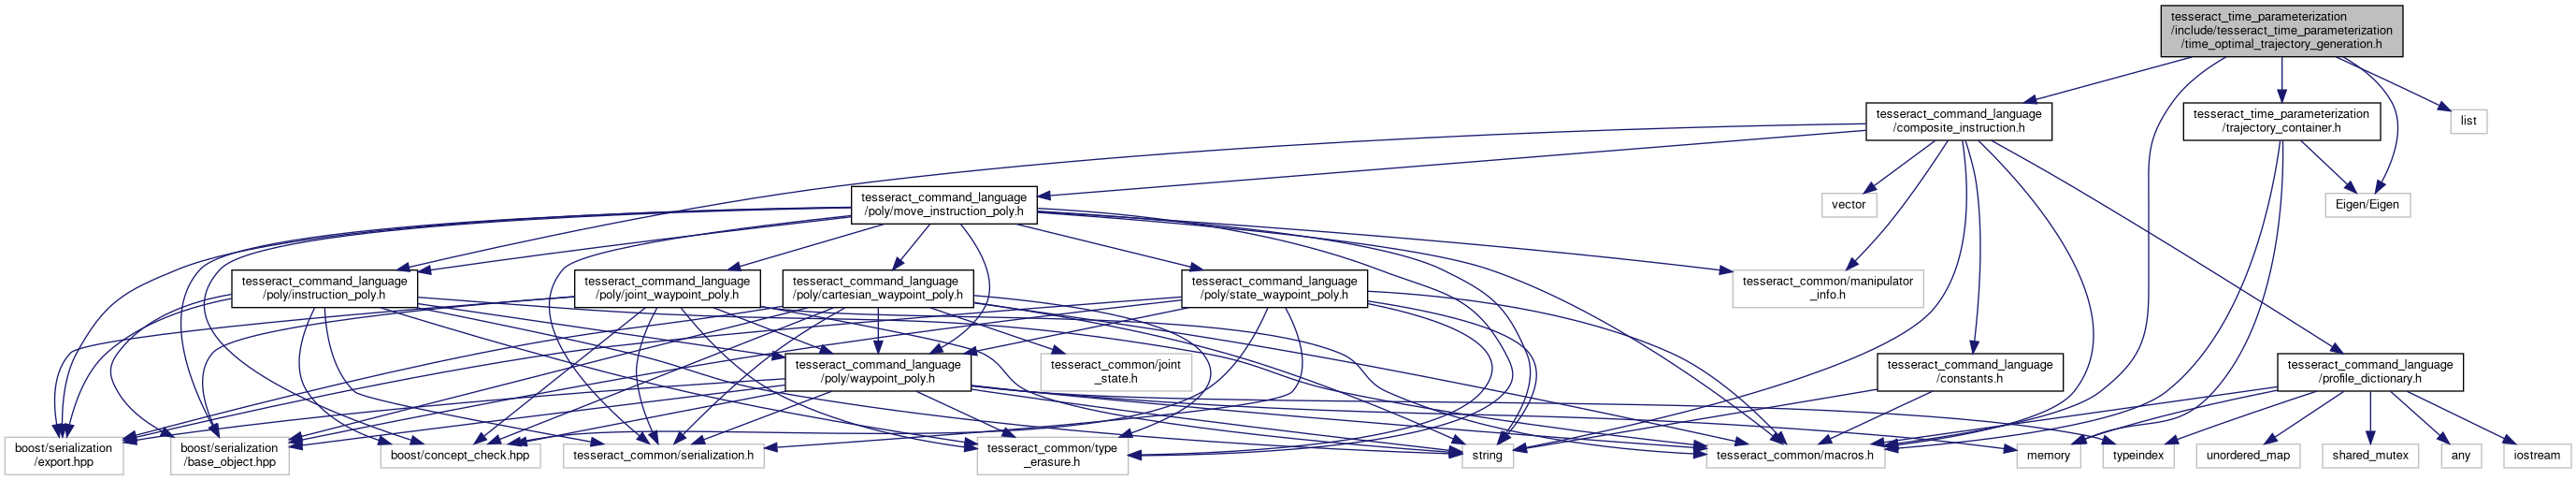 tesseract_time_parameterization
/include/tesseract_time_parameterization
/time_optimal_trajectory_generation.h
tesseract_command_language
/composite_instruction.h
tesseract_time_parameterization
/trajectory_container.h
list
tesseract_command_language
/poly/move_instruction_poly.h
vector
Eigen/Eigen
tesseract_command_language
/poly/instruction_poly.h
tesseract_command_language
/poly/joint_waypoint_poly.h
tesseract_command_language
/poly/cartesian_waypoint_poly.h
tesseract_command_language
/poly/state_waypoint_poly.h
tesseract_common/manipulator
_info.h
tesseract_command_language
/poly/waypoint_poly.h
tesseract_common/joint
_state.h
tesseract_command_language
/constants.h
tesseract_command_language
/profile_dictionary.h
boost/serialization
/export.hpp
boost/serialization
/base_object.hpp
boost/concept_check.hpp
tesseract_common/serialization.h
tesseract_common/type
_erasure.h
string
tesseract_common/macros.h
memory
typeindex
unordered_map
shared_mutex
any
iostream